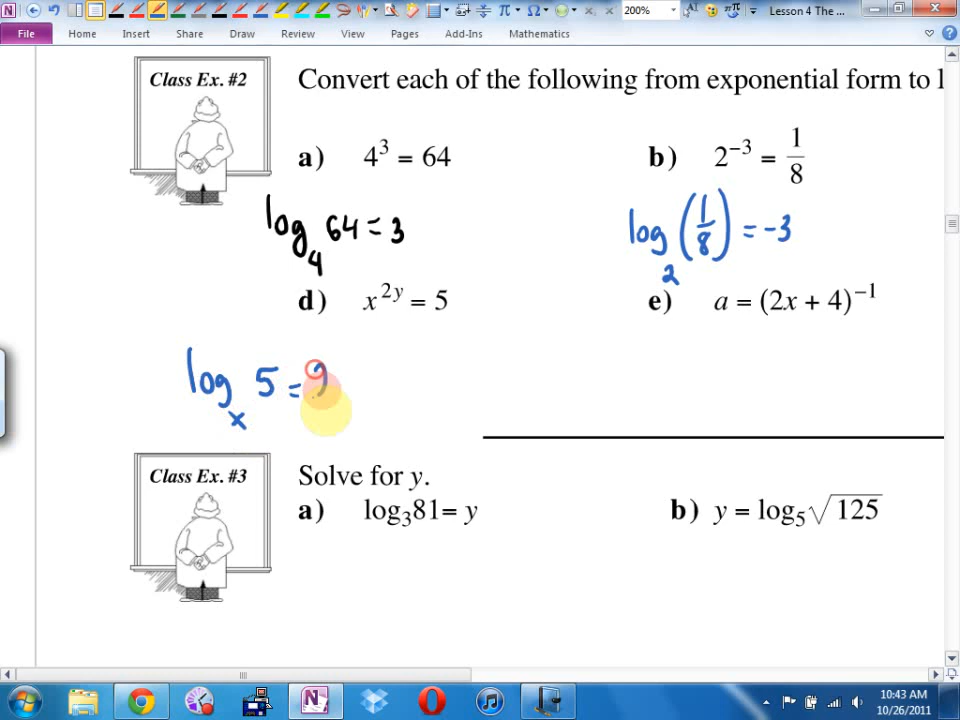 200% Lesson 4 The ...
File Home Insert Share Draw Review View Pages Add-Ins Mathematics
Class Ex. #2 Convert each of the following from exponential form to l
a) 4³ = 64 b) 2⁻³ = 1/8
log₄ 64 = 3 log₂ (1/8) = -3
d) x²ʸ = 5 e) a = (2x + 4)⁻¹
logₓ 5 =
Class Ex. #3 Solve for y.
a) log₃81= y b) y = log₅√125
10:43 AM
10/26/2011